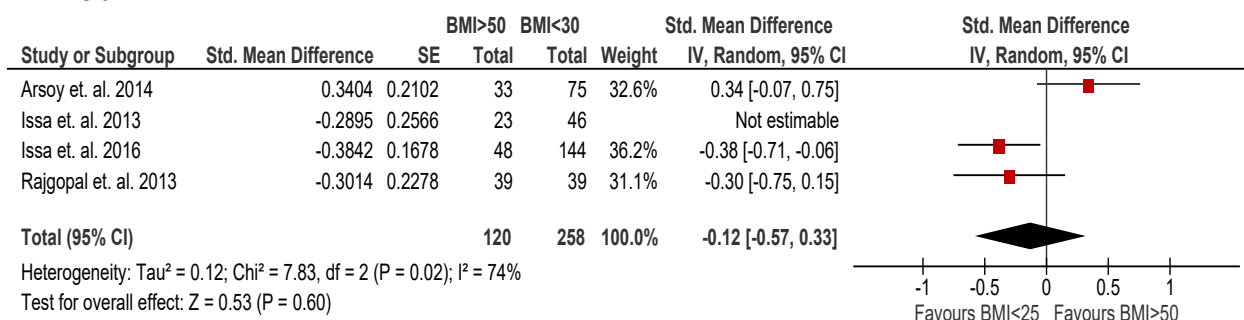 BMI>50 BMI<30 Std. Mean Difference Std. Mean Difference
Study or Subgroup Std. Mean Difference SE Total Total Weight IV, Random, 95% CI IV, Random, 95% CI
Arsoy et. al. 2014 0.3404 0.2102 33 75 32.6% 0.34 [-0.07, 0.75]
Issa et. al. 2013 -0.2895 0.2566 23 46 Not estimable
Issa et. al. 2016 -0.3842 0.1678 48 144 36.2% -0.38 [-0.71, -0.06]
Rajgopal et. al. 2013 -0.3014 0.2278 39 39 31.1% -0.30 [-0.75, 0.15]
Total (95% CI) 120 258 100.0% -0.12 [-0.57, 0.33]
Heterogeneity: Tau² = 0.12; Chi² = 7.83, df = 2 (P = 0.02); I² = 74%
Test for overall effect: Z = 0.53 (P = 0.60)
-1 -0.5 0 0.5 1
Favours BMI<25 Favours BMI>50